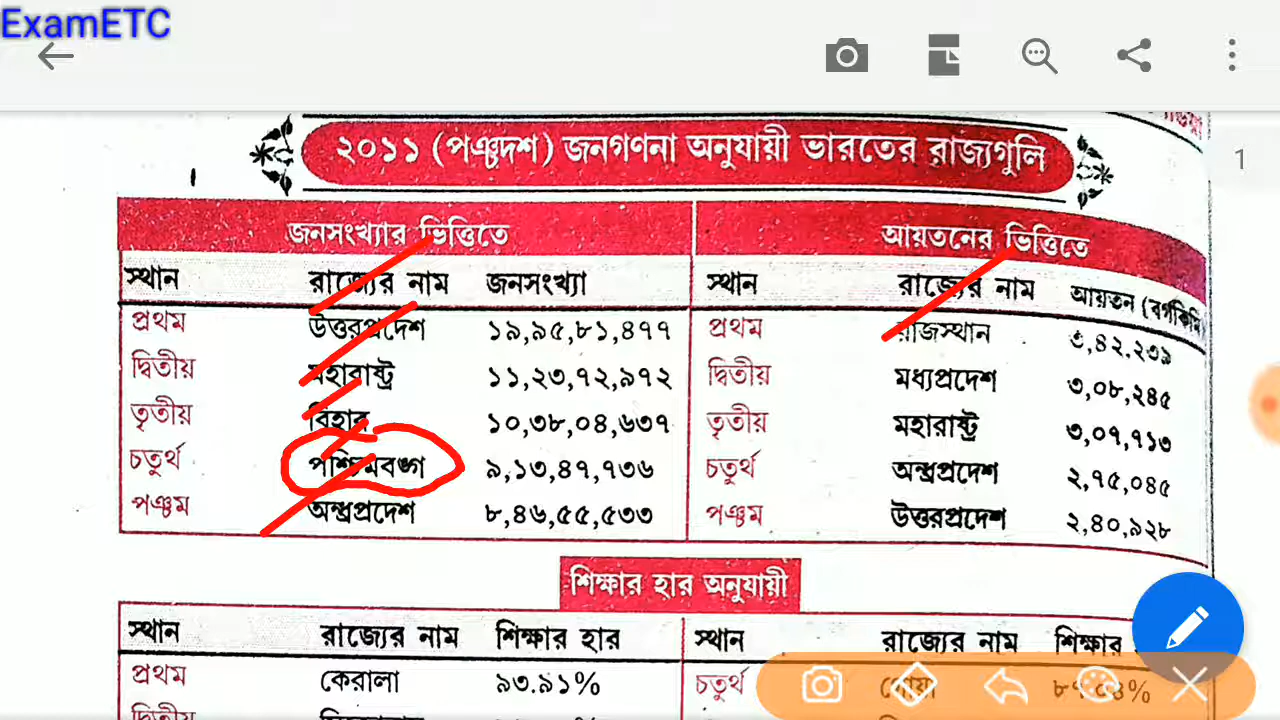 ExamETC
1
২০১১ (পঞ্চদশ) জনগণনা অনুযায়ী ভারতের রাজ্যগুলি
জনসংখ্যার ভিত্তিতে আয়তনের ভিত্তিতে
স্থান রাজ্যের নাম জনসংখ্যা স্থান রাজ্যের নাম আয়তন (বর্গকিমি
প্রথম উত্তরপ্রদেশ ১৯,৯৫,৮১,৪৭৭ প্রথম রাজস্থান ৩,৪২,২৩৯
দ্বিতীয় মহারাষ্ট্র ১১,২৩,৭২,৯৭২ দ্বিতীয় মধ্যপ্রদেশ ৩,০৮,২৪৫
তৃতীয় বিহার ১০,৩৮,০৪,৬৩৭ তৃতীয় মহারাষ্ট্র ৩,০৭,৭১৩
চতুর্থ পশ্চিমবঙ্গ ৯,১৩,৪৭,৭৩৬ চতুর্থ অন্ধ্রপ্রদেশ ২,৭৫,০৪৫
পঞ্চম অন্ধ্রপ্রদেশ ৮,৪৬,৫৫,৫৩৩ পঞ্চম উত্তরপ্রদেশ ২,৪০,৯২৮
শিক্ষার হার অনুযায়ী
স্থান রাজ্যের নাম শিক্ষার হার স্থান রাজ্যের নাম শিক্ষার
প্রথম কেরালা ৯৩.৯১% চতুর্থ গোয়া